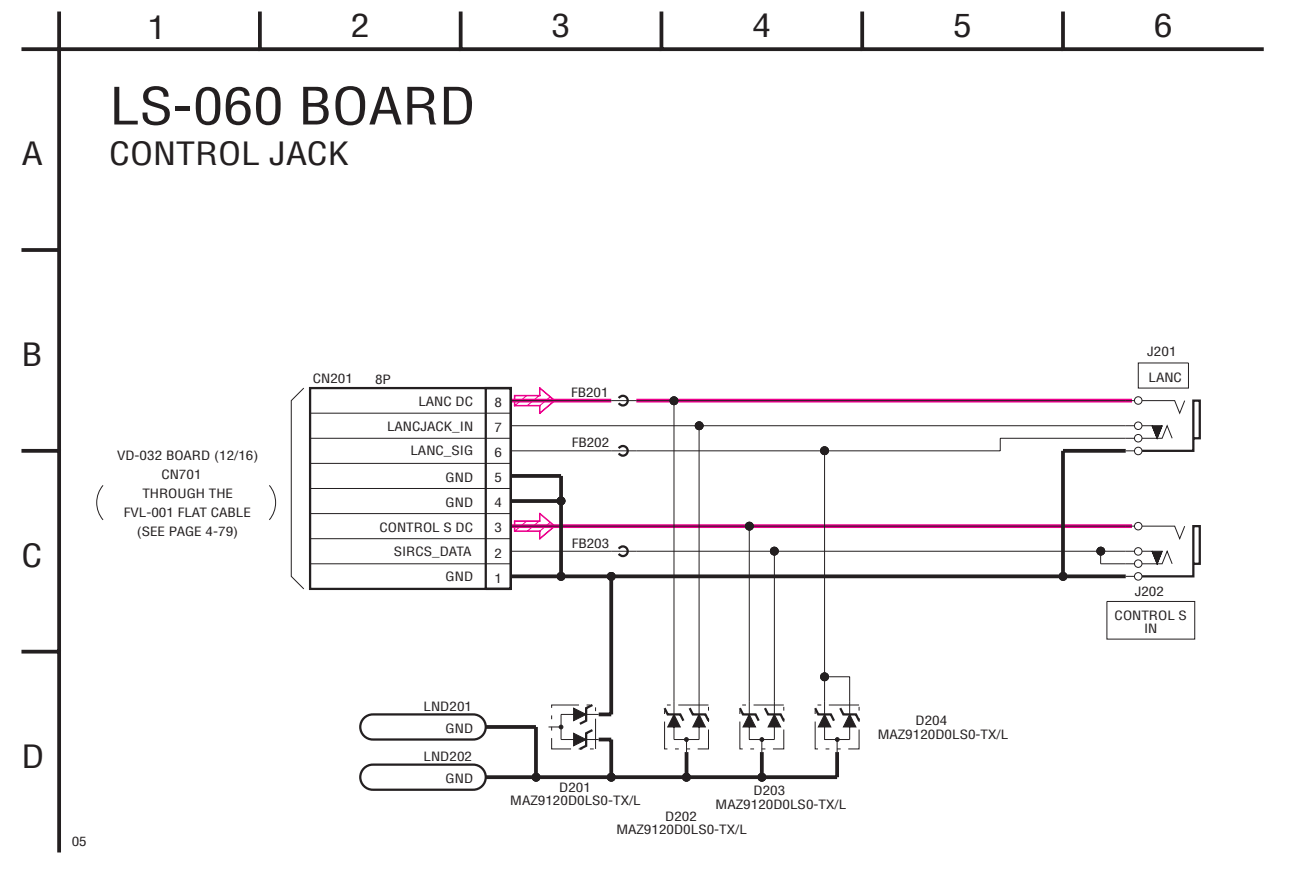 1 2 3 4 5 6
LS-060 BOARD
A
CONTROL JACK
B
J201
LANC
CN201 8P
LANC DC 8
FB201
LANCJACK_IN 7
LANC_SIG 6
FB202
GND 5
GND 4
CONTROL S DC 3
SIRCS_DATA 2
FB203
GND 1
VD-032 BOARD (12/16)
CN701
THROUGH THE
FVL-001 FLAT CABLE
(SEE PAGE 4-79)
C
J202
CONTROL S
IN
D
LND201
GND
LND202
GND
D201
MAZ9120D0LS0-TX/L
D202
MAZ9120D0LS0-TX/L
D203
MAZ9120D0LS0-TX/L
D204
MAZ9120D0LS0-TX/L
05